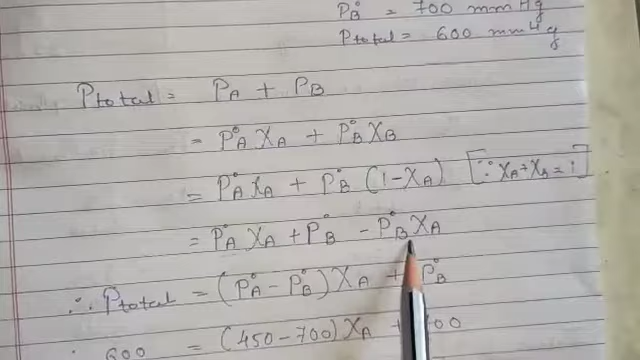 P°B = 700 mm Hg
Ptotal = 600 mm Hg
Ptotal = PA + PB
= P°A XA + P°B XB
= P°A XA + P°B (1-XA) [∵ XA+XB=1]
= P°A XA + P°B - P°B XA
∴ Ptotal = (P°A - P°B) XA + P°B
600 = (450-700) XA + 700